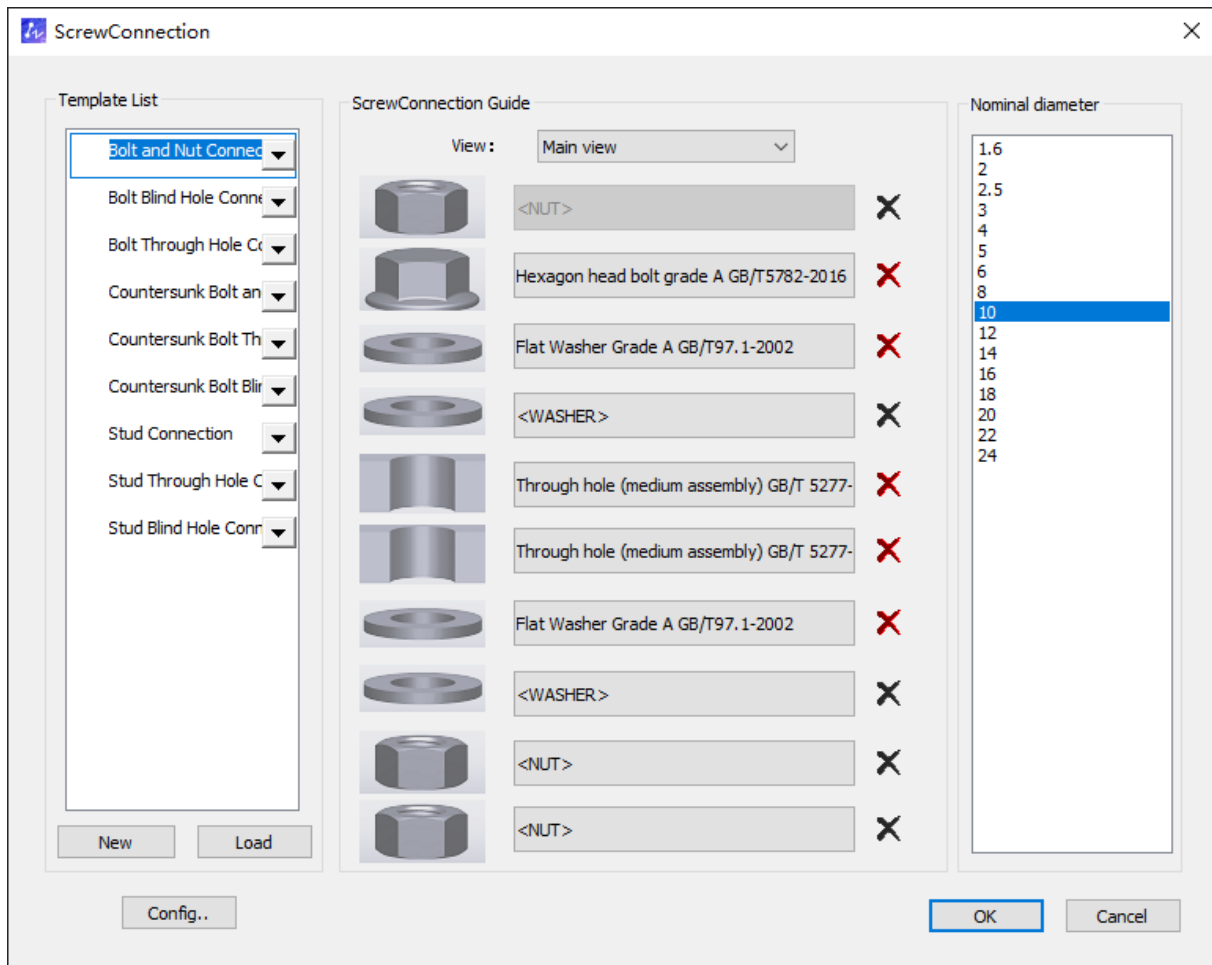 ScrewConnection
Template List
Bolt and Nut Connec
Bolt Blind Hole Conne
Bolt Through Hole Co
Countersunk Bolt an
Countersunk Bolt Th
Countersunk Bolt Blin
Stud Connection
Stud Through Hole C
Stud Blind Hole Conn
New
Load
Config..
ScrewConnection Guide
View:
Main view
<NUT>
Hexagon head bolt grade A GB/T5782-2016
Flat Washer Grade A GB/T97.1-2002
<WASHER>
Through hole (medium assembly) GB/T 5277-
Through hole (medium assembly) GB/T 5277-
Flat Washer Grade A GB/T97.1-2002
<WASHER>
<NUT>
<NUT>
Nominal diameter
1.6
2
2.5
3
4
5
6
8
10
12
14
16
18
20
22
24
OK
Cancel